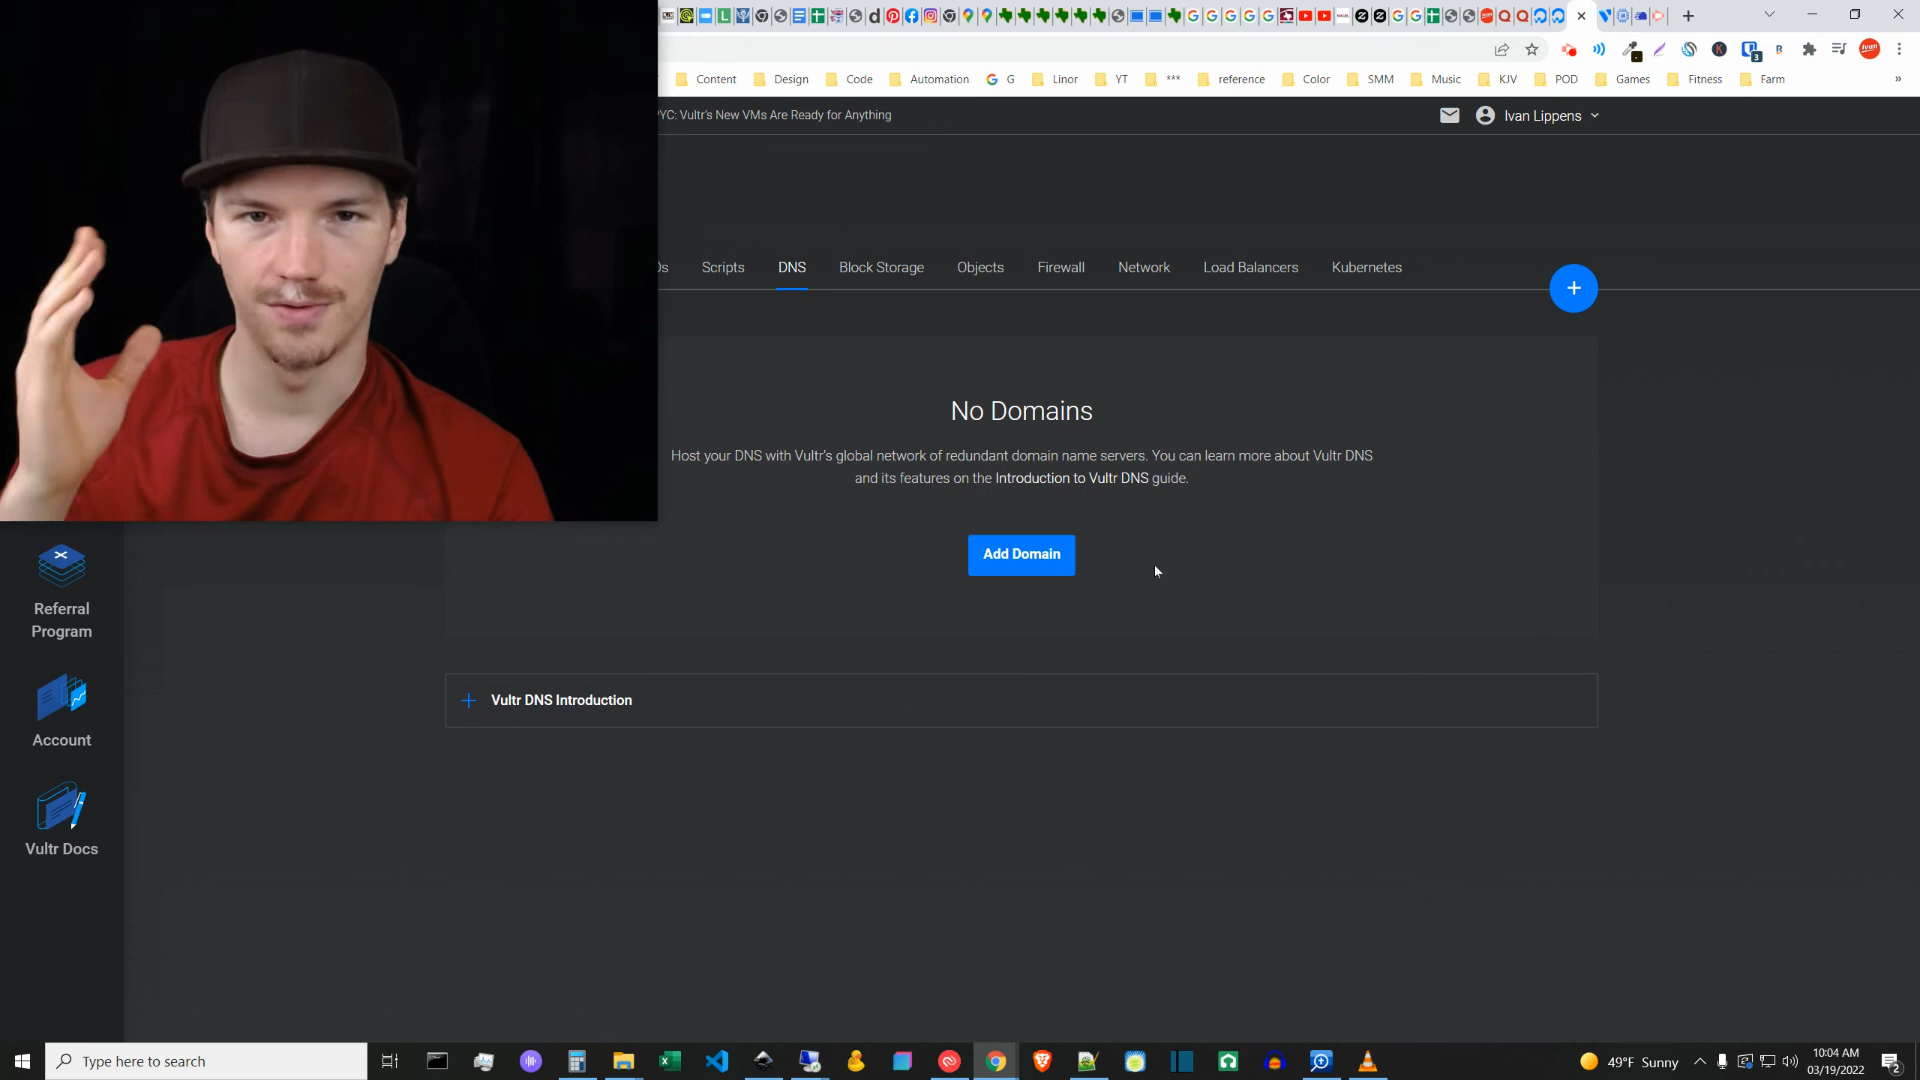 Content
Design
Code
Automation
G
Linor
YT
***
reference
Color
SMM
Music
KJV
POD
Games
Fitness
Farm
»
YC: Vultr's New VMs Are Ready for Anything
Ivan Lippens
Scripts
DNS
Block Storage
Objects
Firewall
Network
Load Balancers
Kubernetes
+
No Domains
Host your DNS with Vultr's global network of redundant domain name servers. You can learn more about Vultr DNS
and its features on the Introduction to Vultr DNS guide.
Add Domain
+ Vultr DNS Introduction
Referral
Program
Account
Vultr Docs
Type here to search
49°F Sunny
10:04 AM
03/19/2022
2